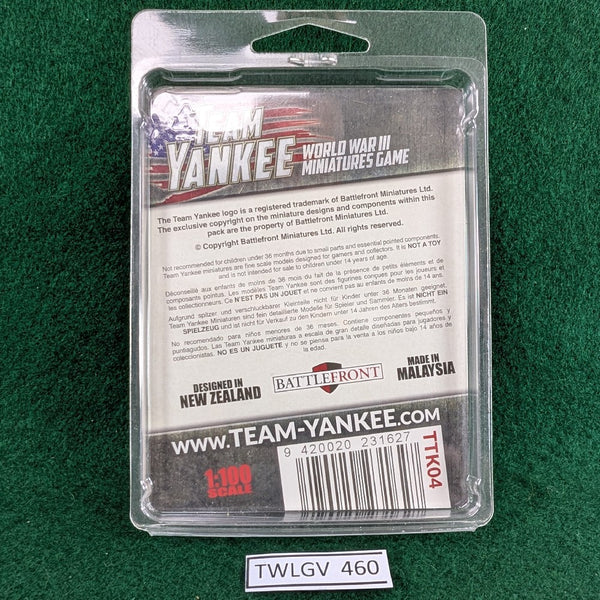 TEAM
YANKEE
WORLD WAR III
MINIATURES GAME
The Team Yankee logo is a registered trademark of Battlefront Miniatures Ltd.
The exclusive copyright on the miniature designs and components within this
pack are the property of Battlefront Miniatures Ltd.
© Copyright Battlefront Miniatures Ltd. All rights reserved.
Not recommended for children under 36 months due to small parts and essential pointed components.
Team Yankee miniatures are fine scale models designed for gamers and collectors. It is NOT A TOY
and is not intended for sale to children under 14 years of age.
Déconseillé aux enfants de moins de 36 mois du fait de la présence de petits éléments et de
composants pointus. Les modèles Team Yankee sont des figurines conçues pour les joueurs et
les collectionneurs. Ce N'EST PAS UN JOUET et ne convient pas aux enfants de moins de 14 ans.
Aufgrund spitzer und verschluckbarer Kleinteile nicht für Kinder unter 36 Monaten geeignet.
Team Yankee Miniaturen sind fein detailierte Modelle für Spieler und Sammler. Es ist NICHT EIN
SPIELZEUG und ist nicht für Verkauf zu den Kindern unter 14 Jahren des Alters bestimmt.
No recomendado para niños menores de 36 meses. Contiene componentes pequeños y
puntiagudos. Las Team Yankee miniaturas a escala de gran detalle diseñadas para jugadores y
coleccionistas. NO ES UN JUGUETE y no se piensa para la venta a los niños bajo 14 años de
la edad.
DESIGNED IN
NEW ZEALAND
BATTLEFRONT
MADE IN
MALAYSIA
WWW.TEAM-YANKEE.COM
1:100
SCALE
9 420020 231627
TTK04
TWLGV 460